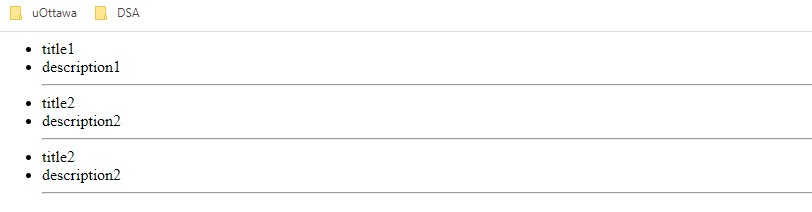 uOttawa DSA
title1
description1
title2
description2
title2
description2